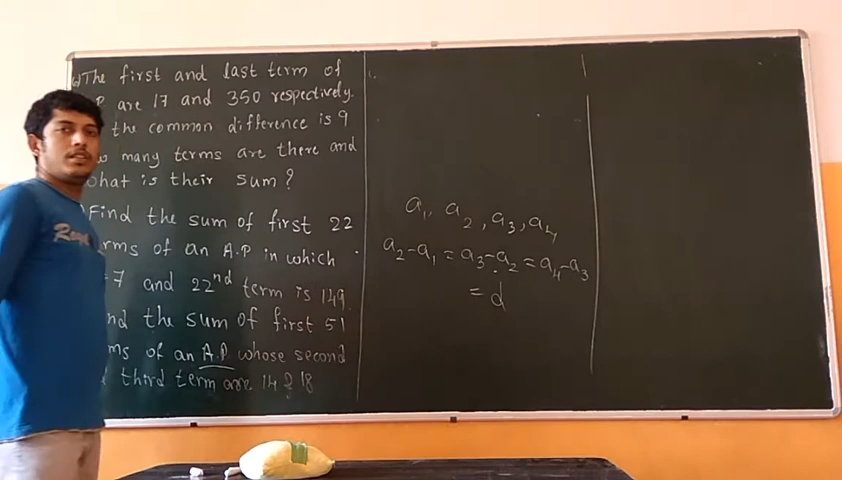 The first and last term of
P are 17 and 350 respectively.
the common difference is 9
many terms are there and
what is their sum?
Find the sum of first 22
rms of an A.P in which
=7 and 22nd term is 149.
nd the sum of first 51
ms of an A.P whose second
third term are 14 & 18
a1, a2, a3, a4,
a2-a1 = a3-a2 = a4-a3
= d